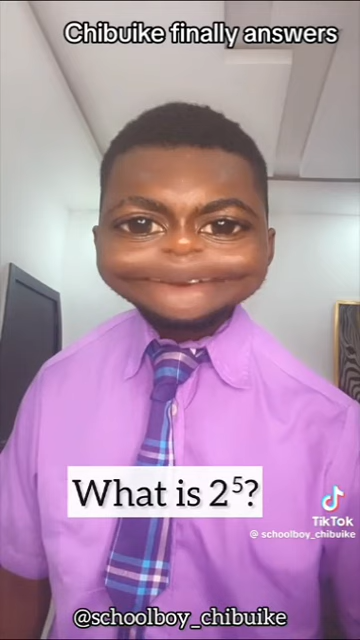 Chibuike finally answers
What is 2⁵?
TikTok
@ schoolboy_chibuike
@schoolboy_chibuike